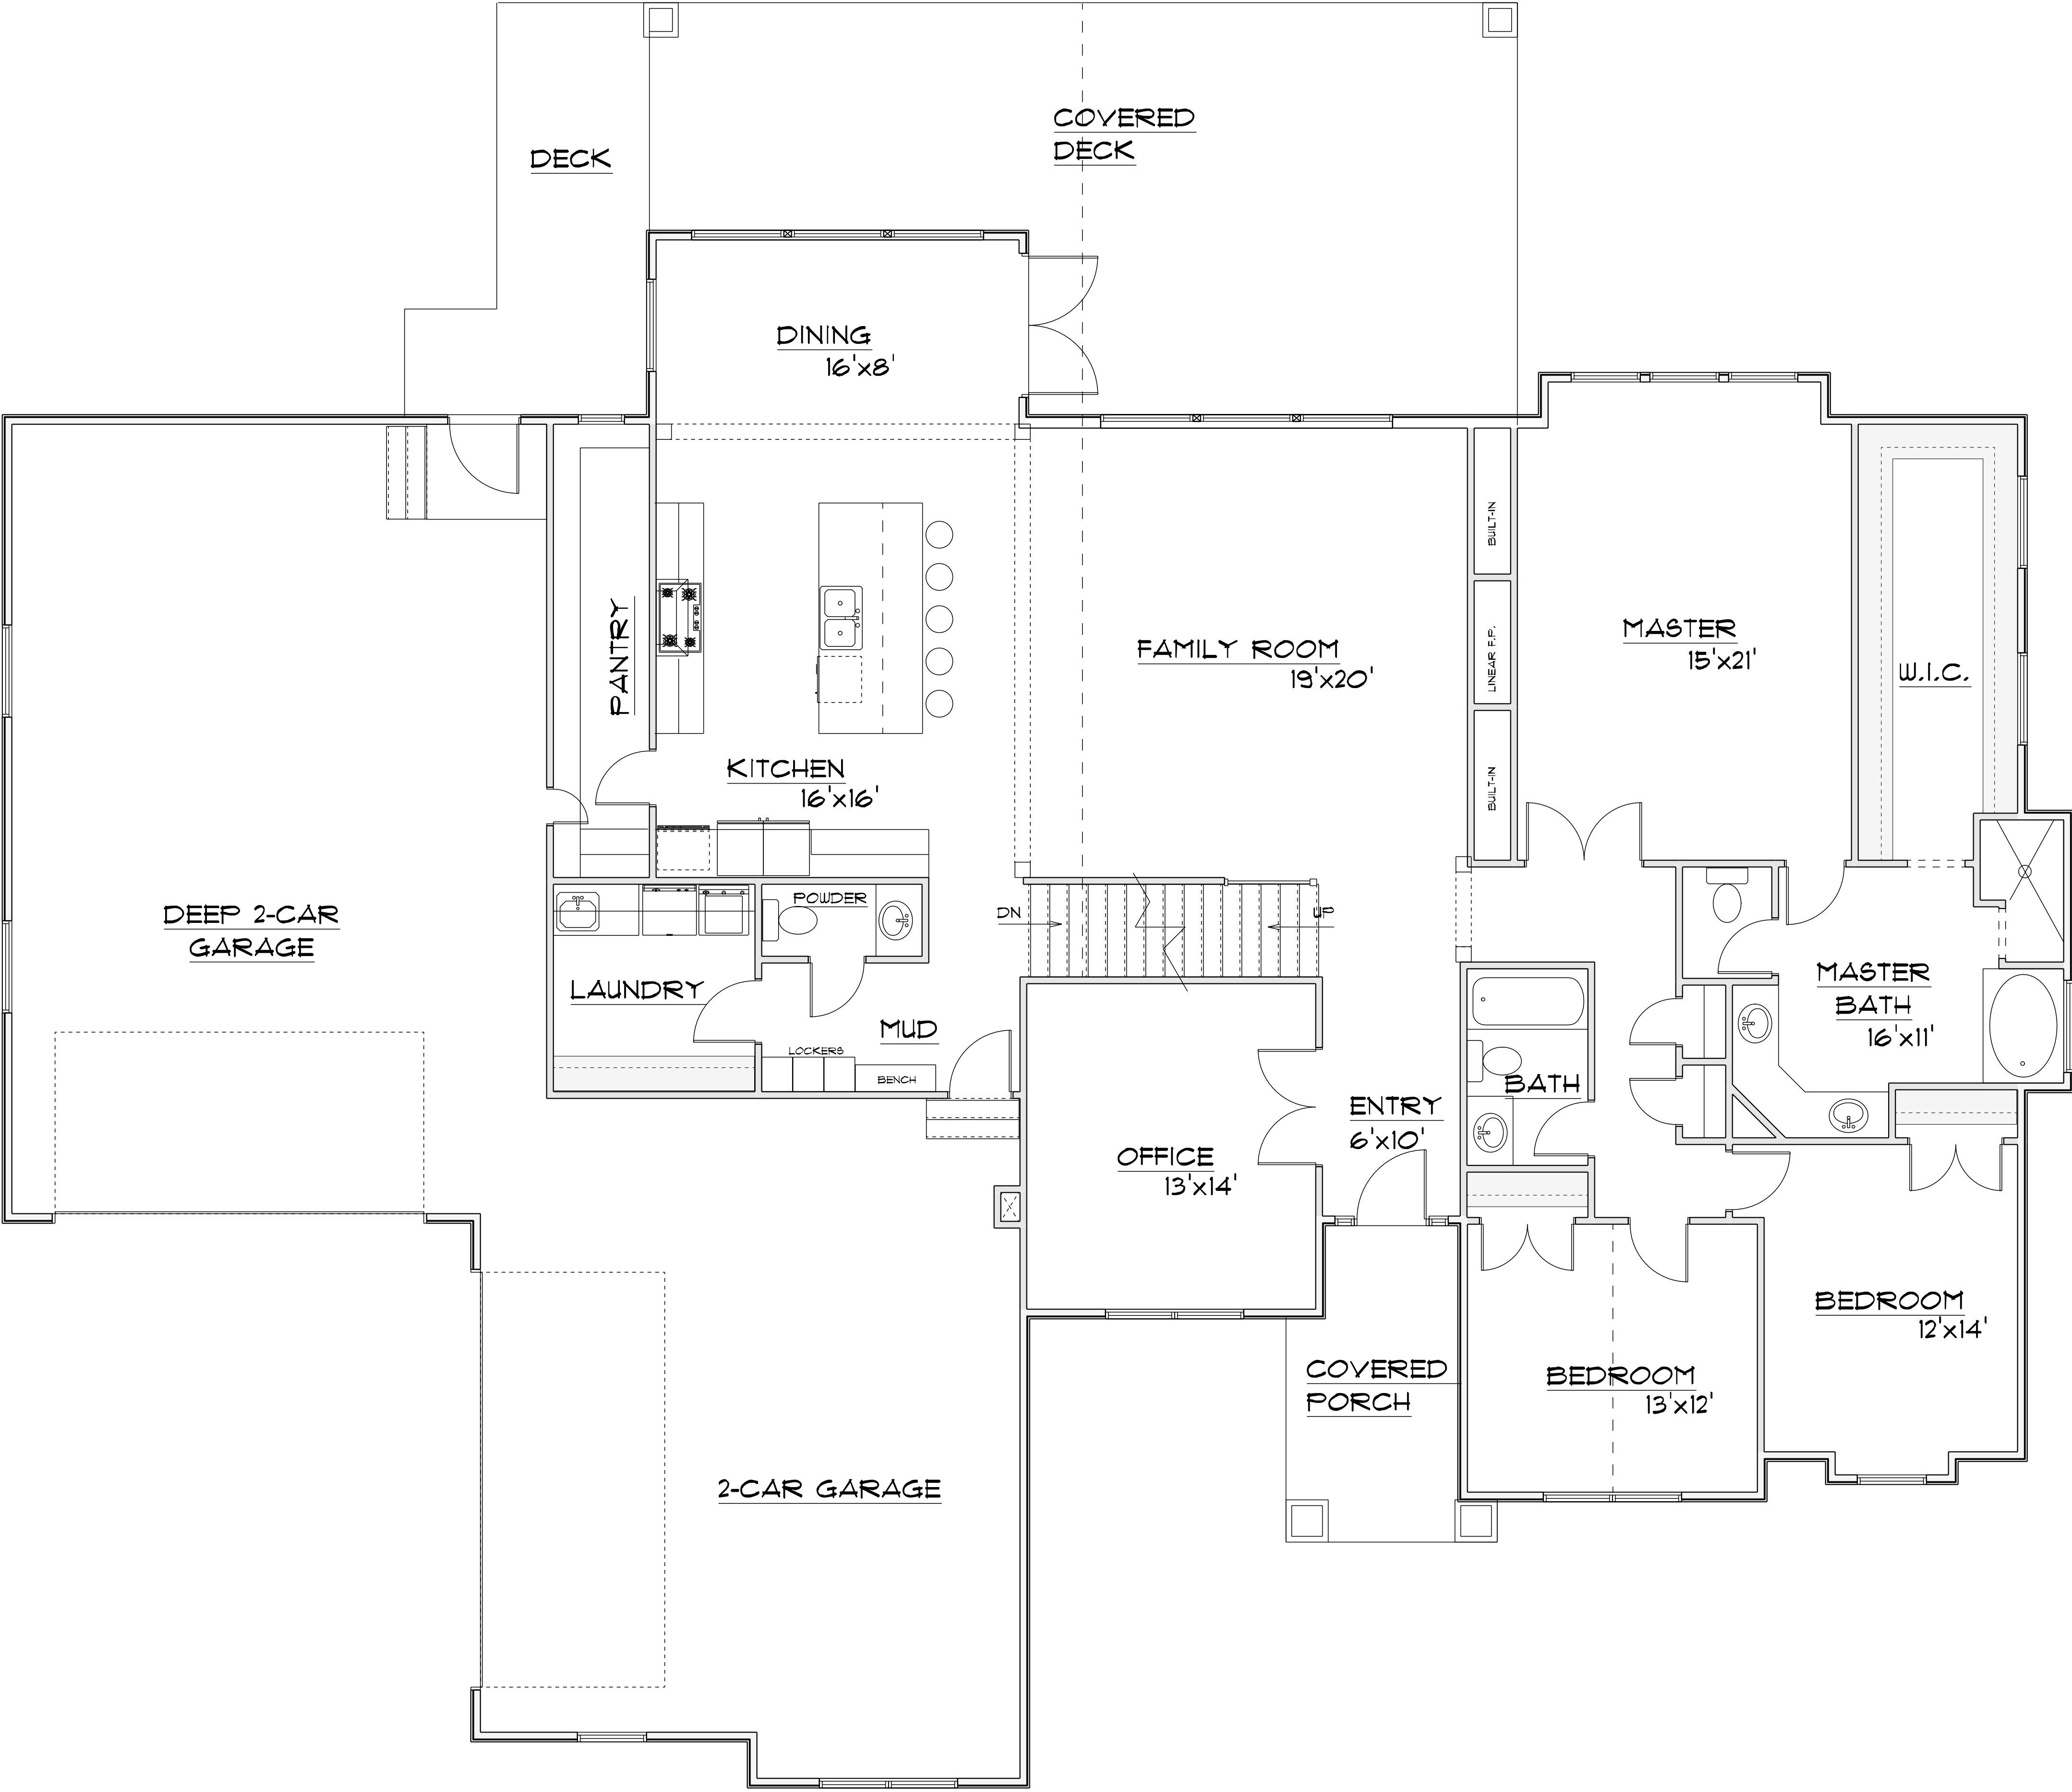 COVERED
DECK
DECK
DINING
16'x8'
BUILT-IN
LINEAR F.P.
BUILT-IN
PANTRY
FAMILY ROOM
19'x20'
MASTER
15'x21'
W.I.C.
KITCHEN
16'x16'
DEEP 2-CAR
GARAGE
POWDER
DN
UP
LAUNDRY
MUD
LOCKERS
BENCH
MASTER
BATH
16'x11'
BATH
ENTRY
6'x10'
OFFICE
13'x14'
BEDROOM
12'x14'
COVERED
PORCH
BEDROOM
13'x12'
2-CAR GARAGE